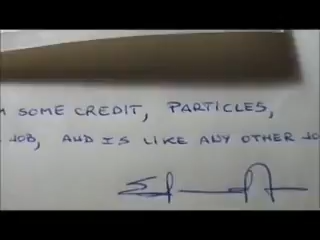 SOME CREDIT, PARTICLES,
JOB, AND IS LIKE ANY OTHER